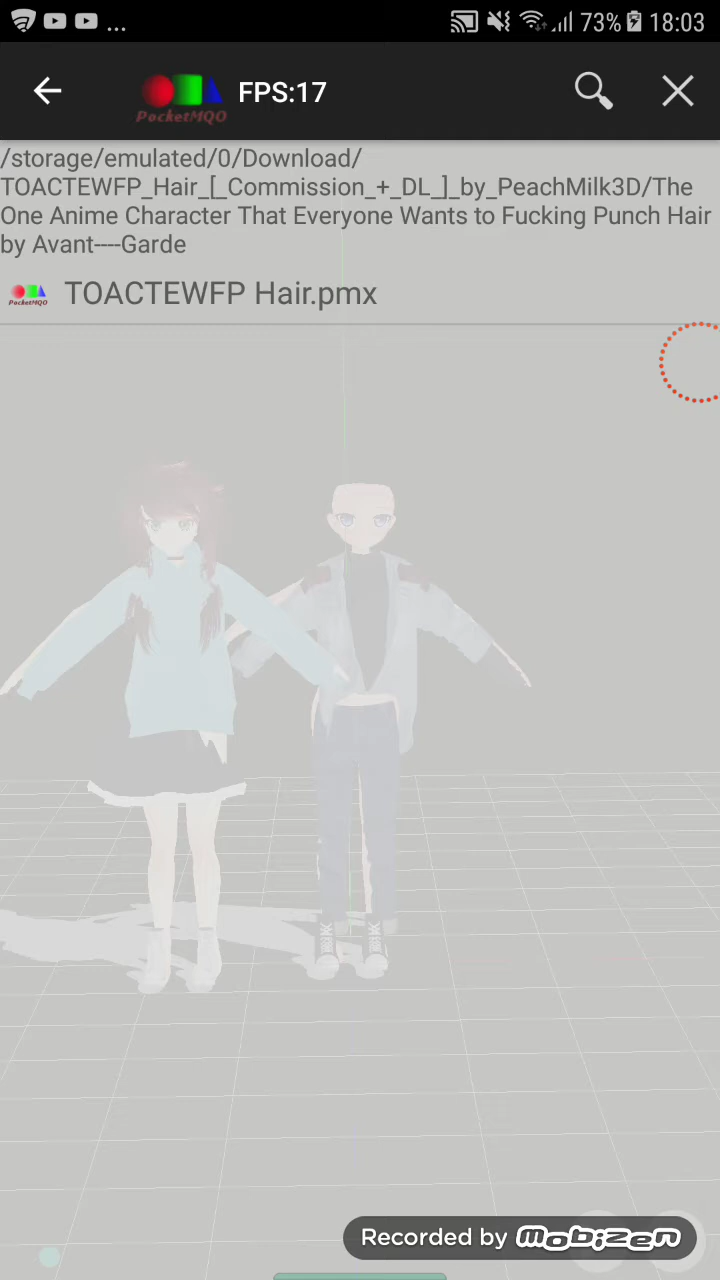 ... 73% 18:03
PocketMQO FPS:17
/storage/emulated/0/Download/
TOACTEWFP_Hair_[_Commission_+_DL_]_by_PeachMilk3D/The
One Anime Character That Everyone Wants to Fucking Punch Hair
by Avant----Garde
PocketMQO TOACTEWFP Hair.pmx
Recorded by mobizen